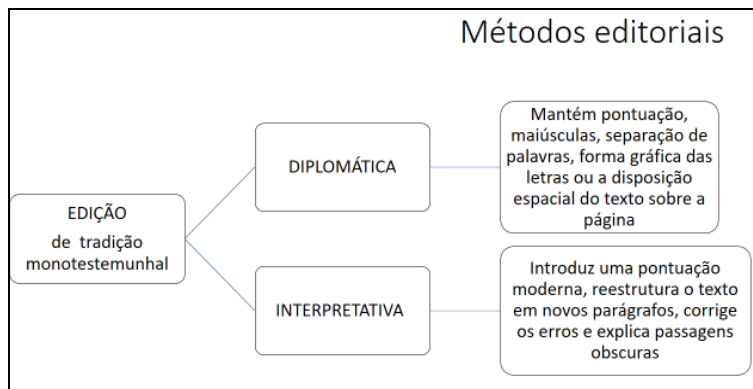 Métodos editoriais
EDIÇÃO
de tradição
monotestemunhal
DIPLOMÁTICA
Mantém pontuação,
maiúsculas, separação de
palavras, forma gráfica das
letras ou a disposição
espacial do texto sobre a
página
INTERPRETATIVA
Introduz uma pontuação
moderna, reestrutura o texto
em novos parágrafos, corrige
os erros e explica passagens
obscuras